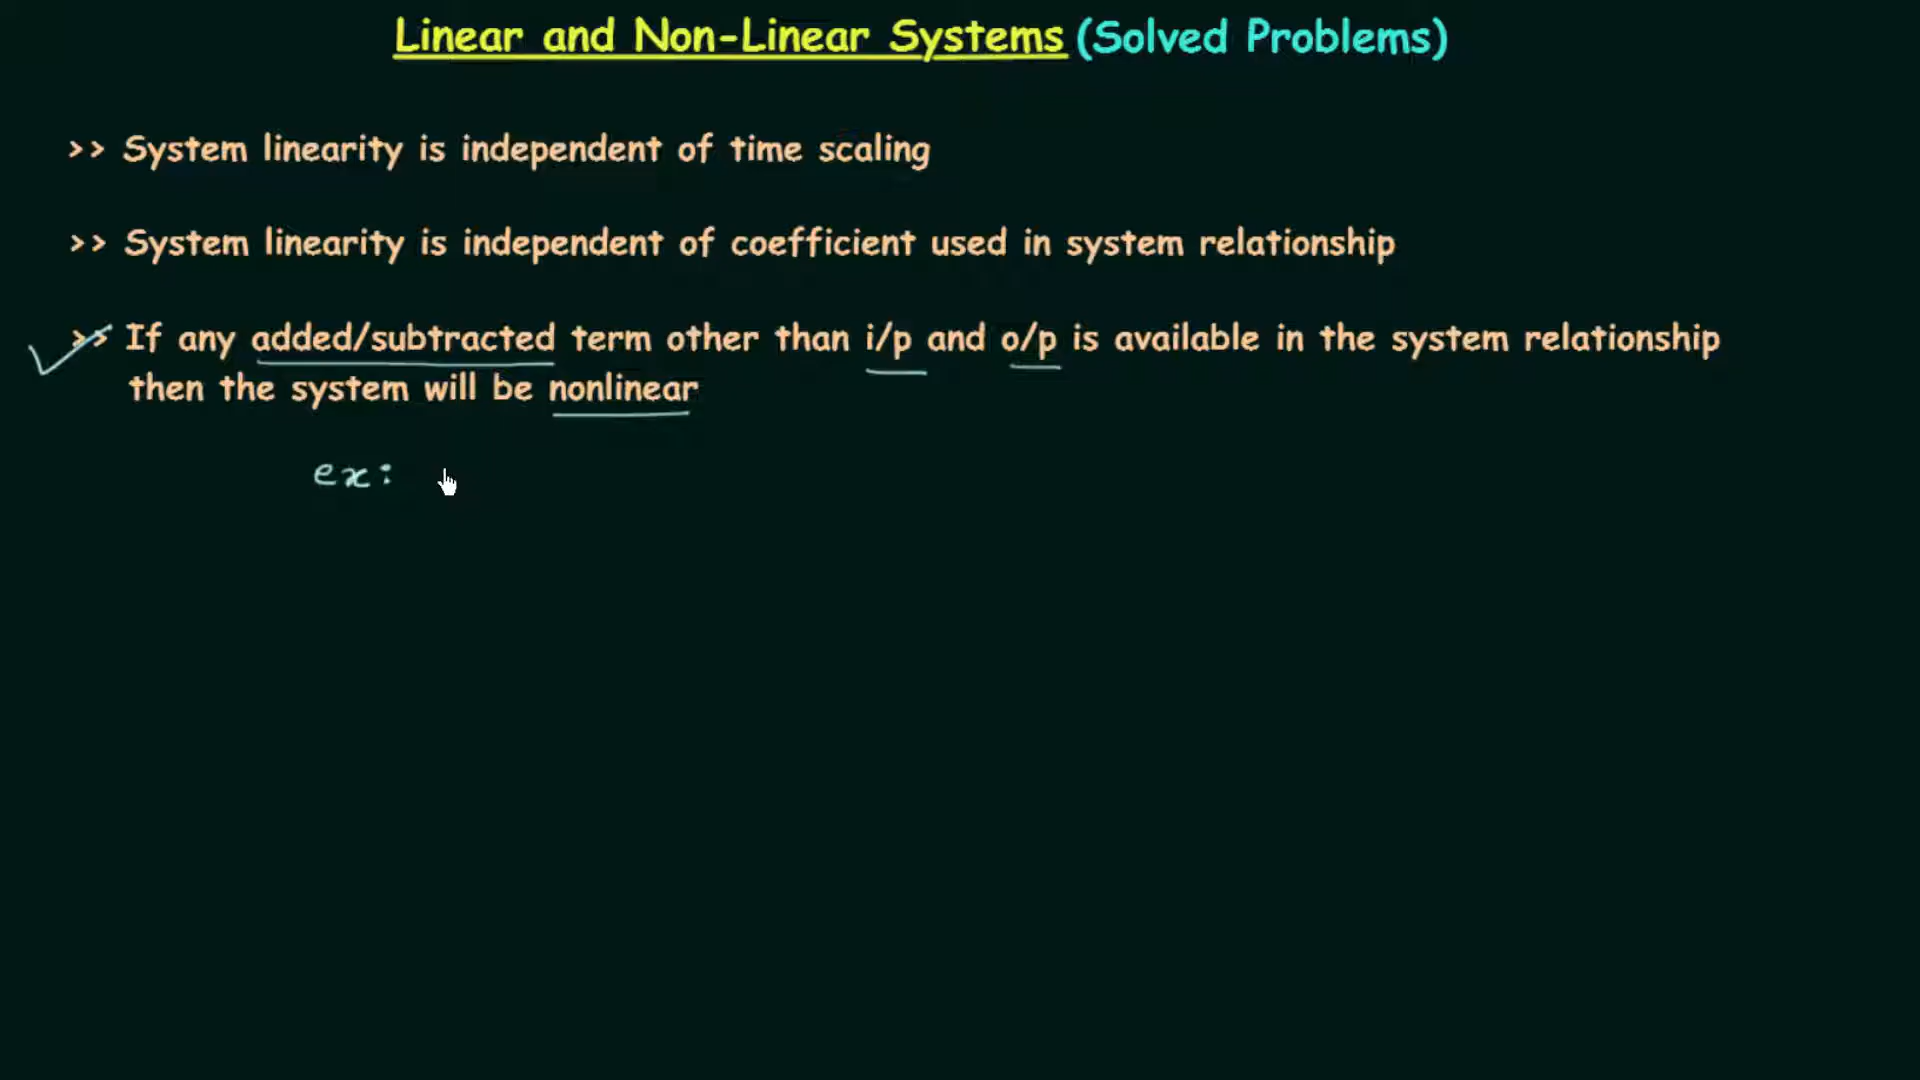 Linear and Non-Linear Systems (Solved Problems)
>> System linearity is independent of time scaling
>> System linearity is independent of coefficient used in system relationship
>> If any added/subtracted term other than i/p and o/p is available in the system relationship
then the system will be nonlinear
ex: